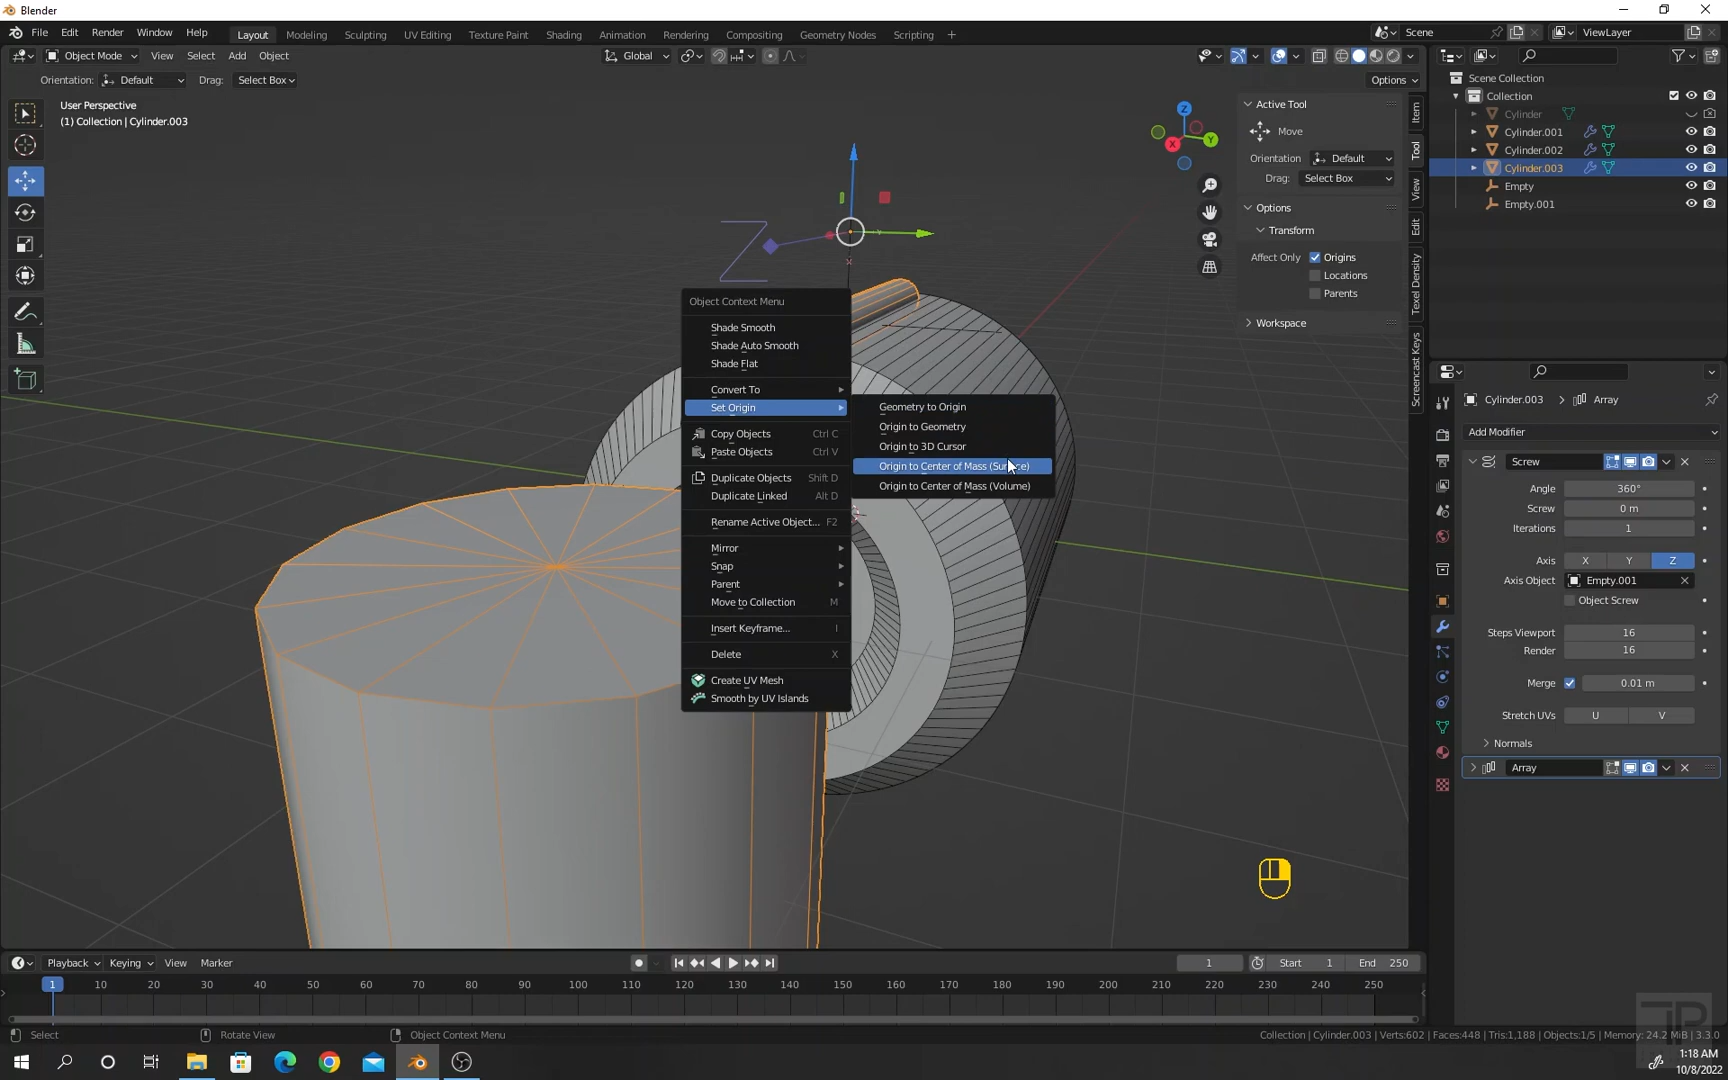 Blender
File Edit Render Window Help Layout Modeling Sculpting UV Editing Texture Paint Shading Animation Rendering Compositing Geometry Nodes Scripting + Scene ViewLayer
Object Mode View Select Add Object Global
Orientation: Default Drag: Select Box Options
User Perspective
(1) Collection | Cylinder.003
Z
X
Y
Active Tool
Move
Orientation Default
Drag: Select Box
Options
Transform
Affect Only Origins
Locations
Parents
Workspace
Item
Tool
View
Edit
Texel Density
Screencast Keys
Scene Collection
Collection
Cylinder
Cylinder.001
Cylinder.002
Cylinder.003
Empty
Empty.001
Object Context Menu
Shade Smooth
Shade Auto Smooth
Shade Flat
Convert To
Set Origin
Copy Objects Ctrl C
Paste Objects Ctrl V
Duplicate Objects Shift D
Duplicate Linked Alt D
Rename Active Object... F2
Mirror
Snap
Parent
Move to Collection M
Insert Keyframe... I
Delete X
Create UV Mesh
Smooth by UV Islands
Geometry to Origin
Origin to Geometry
Origin to 3D Cursor
Origin to Center of Mass (Surface)
Origin to Center of Mass (Volume)
Cylinder.003 Array
Add Modifier
Screw
Angle 360°
Screw 0 m
Iterations 1
Axis X Y Z
Axis Object Empty.001
Object Screw
Steps Viewport 16
Render 16
Merge 0.01 m
Stretch UVs U V
Normals
Array
Playback Keying View Marker 1 Start 1 End 250
1 10 20 30 40 50 60 70 80 90 100 110 120 130 140 150 160 170 180 190 200 210 220 230 240 250
Select Rotate View Object Context Menu Collection | Cylinder.003 | Verts:602 | Faces:448 | Tris:1,188 | Objects:1/5 | Memory: 24.2 MiB | 3.3.0
1:18 AM
10/8/2022